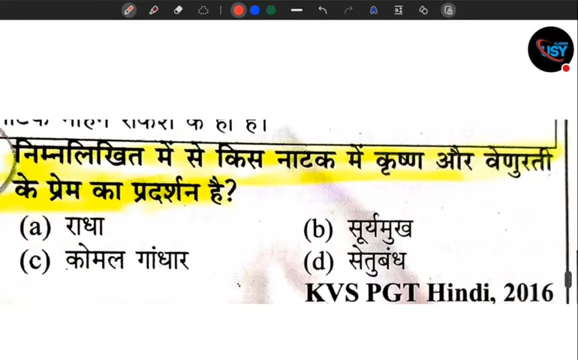 निम्नलिखित में से किस नाटक में कृष्ण और वेणुरती
के प्रेम का प्रदर्शन है?
(a) राधा (b) सूर्यमुख
(c) कोमल गांधार (d) सेतुबंध
KVS PGT Hindi, 2016